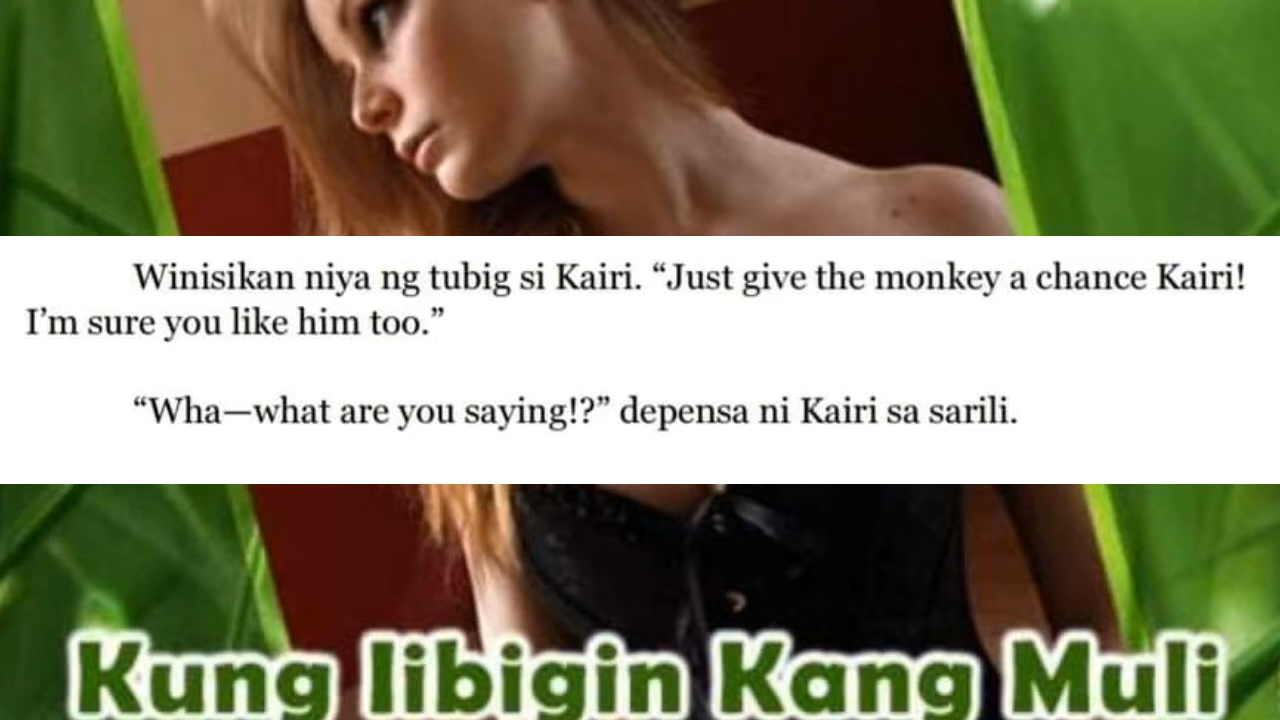 Winisikan niya ng tubig si Kairi. “Just give the monkey a chance Kairi!
I’m sure you like him too.”
“Wha—what are you saying!?” depensa ni Kairi sa sarili.
Kung Iibigin Kang Muli